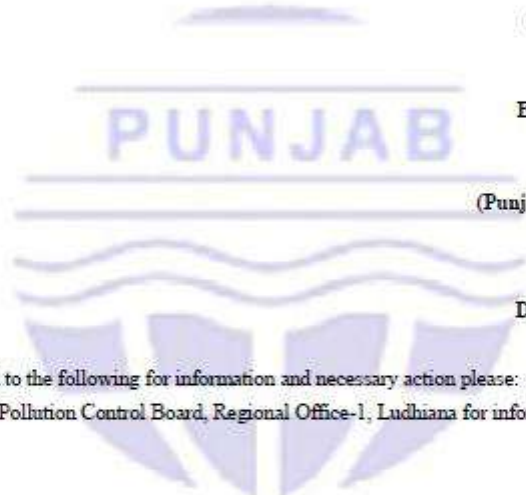 PUNJAB
(Punj
to the following for information and necessary action please:
Pollution Control Board, Regional Office-1, Ludhiana for info